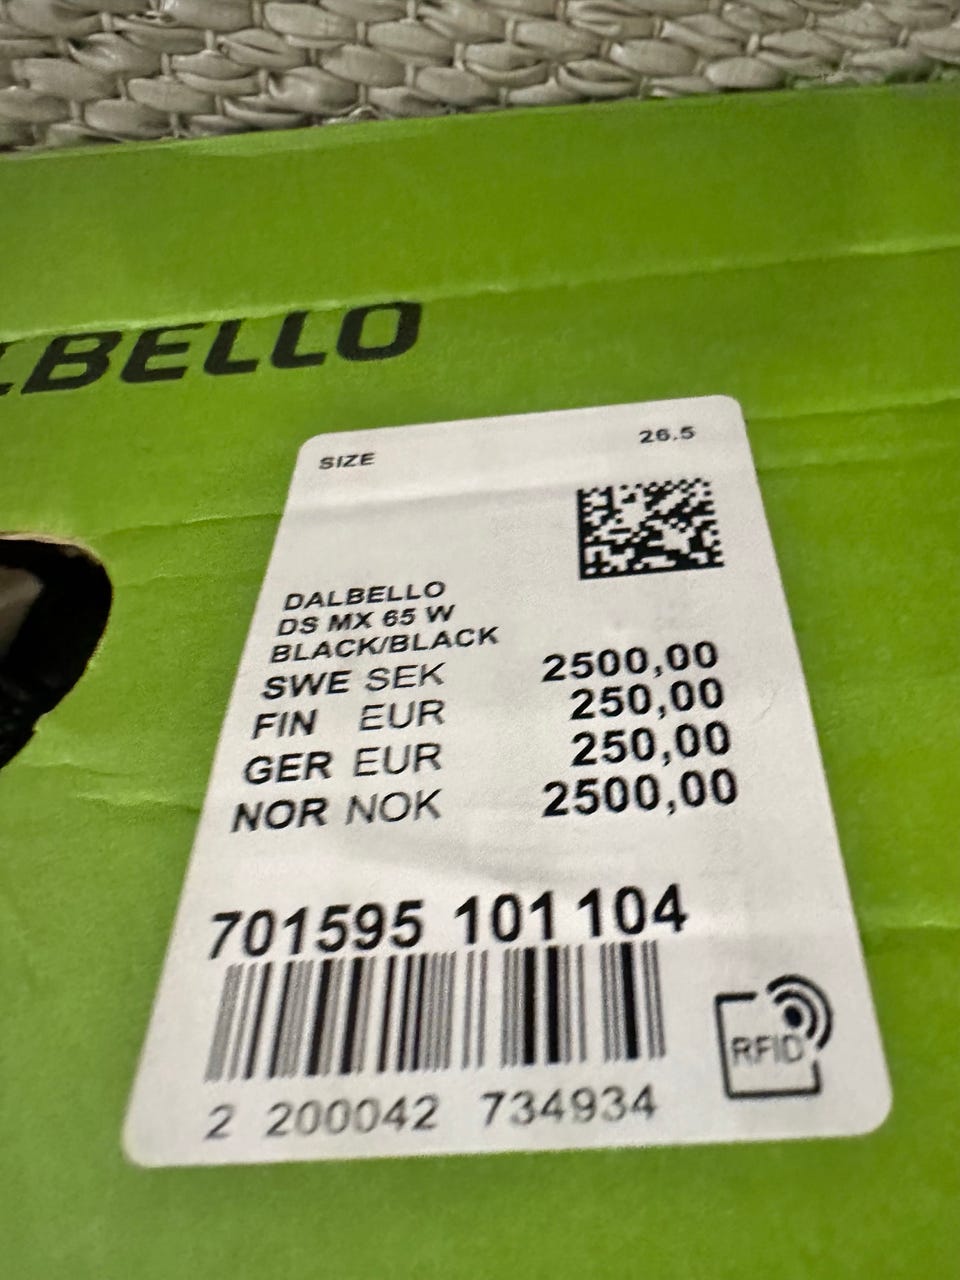 LBELLO
SIZE 26.5
DALBELLO
DS MX 65 W
BLACK/BLACK
SWE SEK 2500,00
FIN EUR 250,00
GER EUR 250,00
NOR NOK 2500,00
701595 101 104
RFID
2 200042 734934